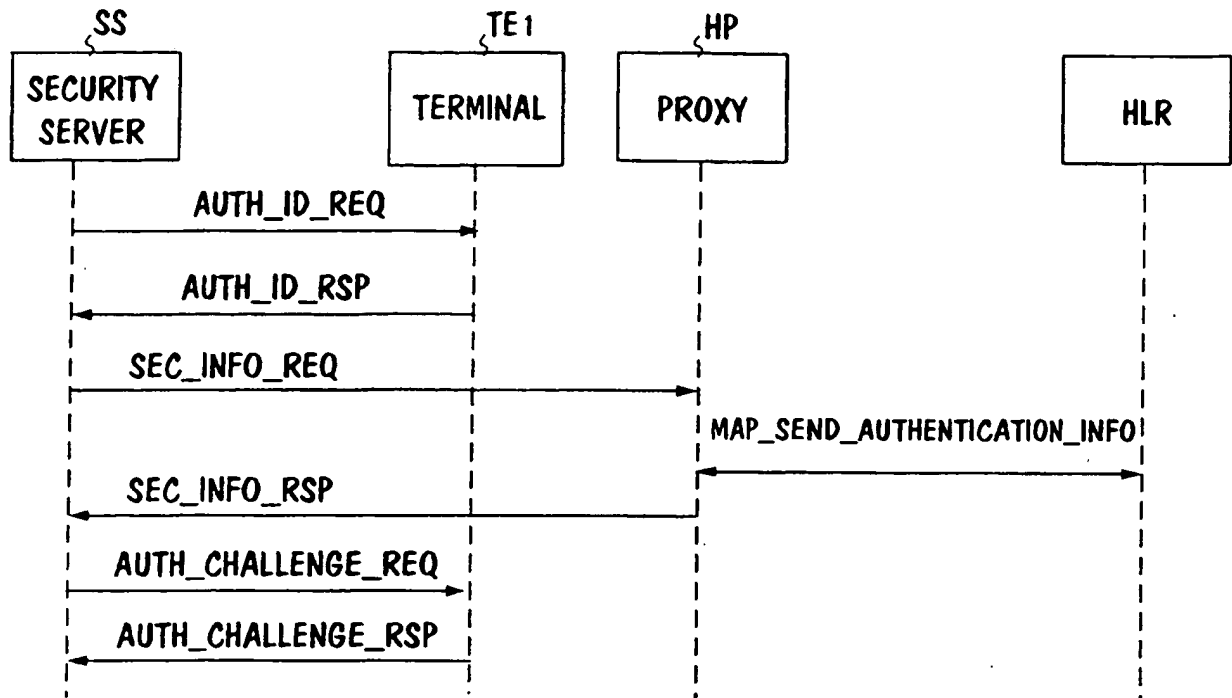 SS
TE1
HP
SECURITY
SERVER
TERMINAL
PROXY
HLR
AUTH_ID_REQ
AUTH_ID_RSP
SEC_INFO_REQ
MAP_SEND_AUTHENTICATION_INFO
SEC_INFO_RSP
AUTH_CHALLENGE_REQ
AUTH_CHALLENGE_RSP